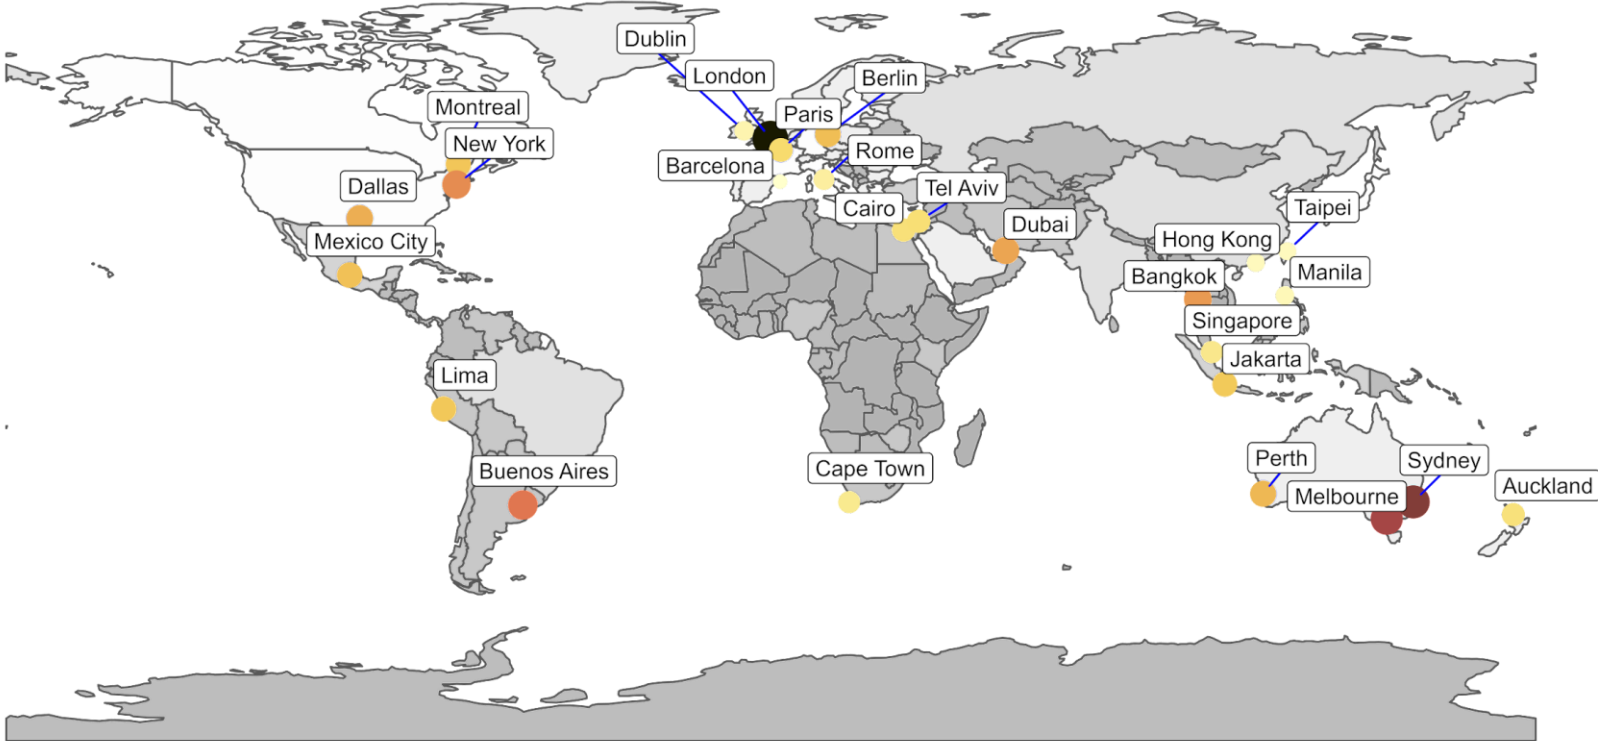 Dublin
London
Berlin
Montreal
Paris
New York
Rome
Barcelona
Dallas
Tel Aviv
Cairo
Taipei
Dubai
Mexico City
Hong Kong
Bangkok
Manila
Singapore
Jakarta
Lima
Perth
Sydney
Buenos Aires
Cape Town
Auckland
Melbourne